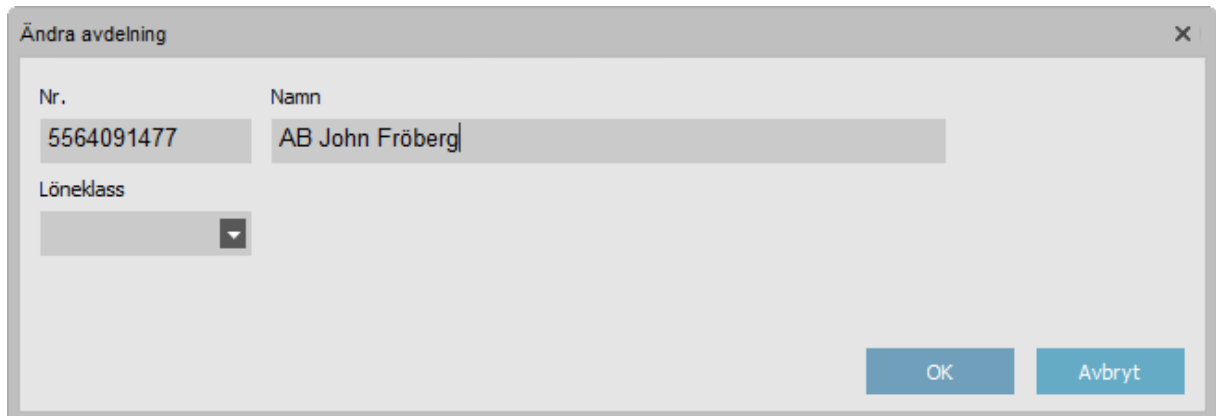 Ändra avdelning
Nr. Namn
5564091477 AB John Fröberg
Löneklass
OK Avbryt